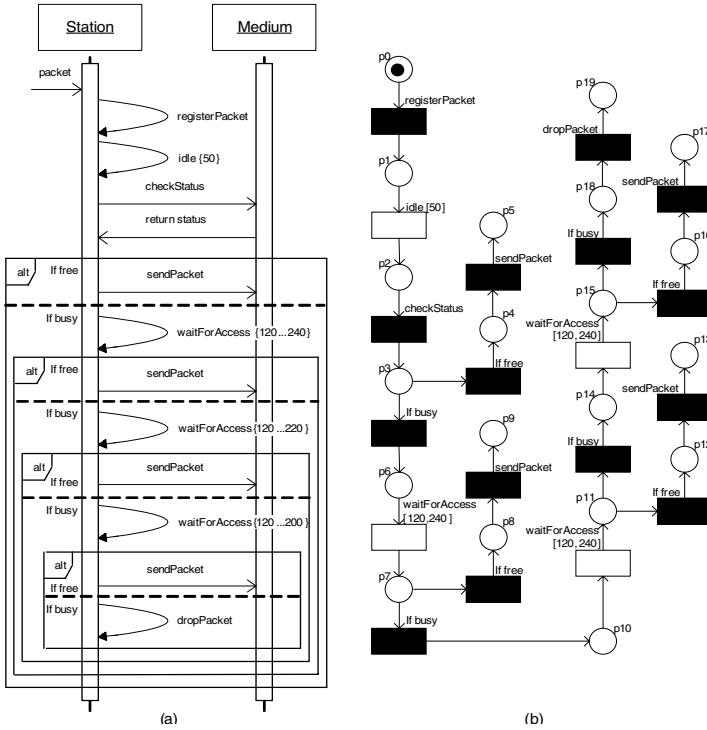 Station
Medium
packet
registerPacket
idle {50}
checkStatus
return status
alt
If free
sendPacket
If busy
waitForAccess {120...240}
alt
If free
sendPacket
If busy
waitForAccess{120...220}
alt
sendPacket
If free
If busy
waitForAccess{120...200}
alt
sendPacket
If free
If busy
dropPacket
(a)
p0
registerPacket
p1
idle [50]
p2
checkStatus
p3
If busy
p6
waitForAccess
[120,240]
p7
If busy
p5
sendPacket
p4
If free
p9
sendPacket
p8
If free
p19
dropPacket
p18
If busy
p15
waitForAccess
[120,240]
p14
If busy
p11
waitForAccess
[120,240]
p10
p17
sendPacket
p16
If free
p13
sendPacket
p12
If free
(b)